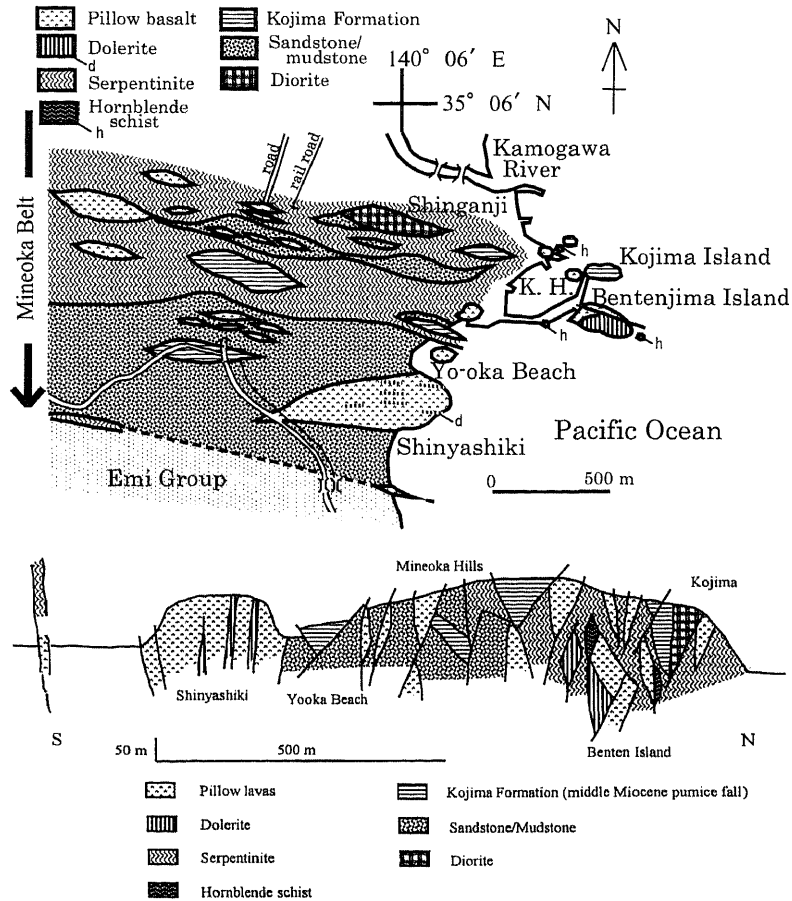 Pillow basalt
Dolerite
d
Serpentinite
Hornblende
schist
h
Kojima Formation
Sandstone/
mudstone
Diorite
140° 06′ E
35° 06′ N
N
Kamogawa
River
road
rail road
Shinganji
h
Kojima Island
K. H.
Bentenjima Island
h
h
Mineoka Belt
Yo-oka Beach
d
Shinyashiki
Pacific Ocean
Emi Group
0 500 m
Mineoka Hills
Kojima
Shinyashiki
Yooka Beach
S
N
50 m
500 m
Benten Island
Pillow lavas
Dolerite
Serpentinite
Hornblende schist
Kojima Formation (middle Miocene pumice fall)
Sandstone/Mudstone
Diorite